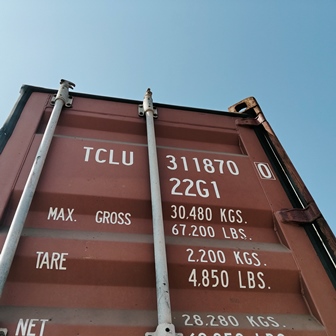 TCLU 311870 0
22G1
MAX. GROSS 30.480 KGS.
67.200 LBS.
TARE 2.200 KGS.
4.850 LBS.
NET 28.280 KGS.